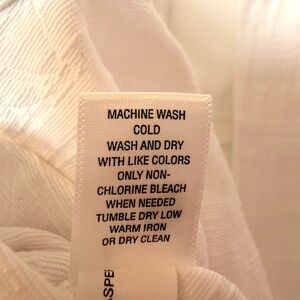 MACHINE WASH
COLD
WASH AND DRY
WITH LIKE COLORS
ONLY NON-
CHLORINE BLEACH
WHEN NEEDED
TUMBLE DRY LOW
WARM IRON
OR DRY CLEAN